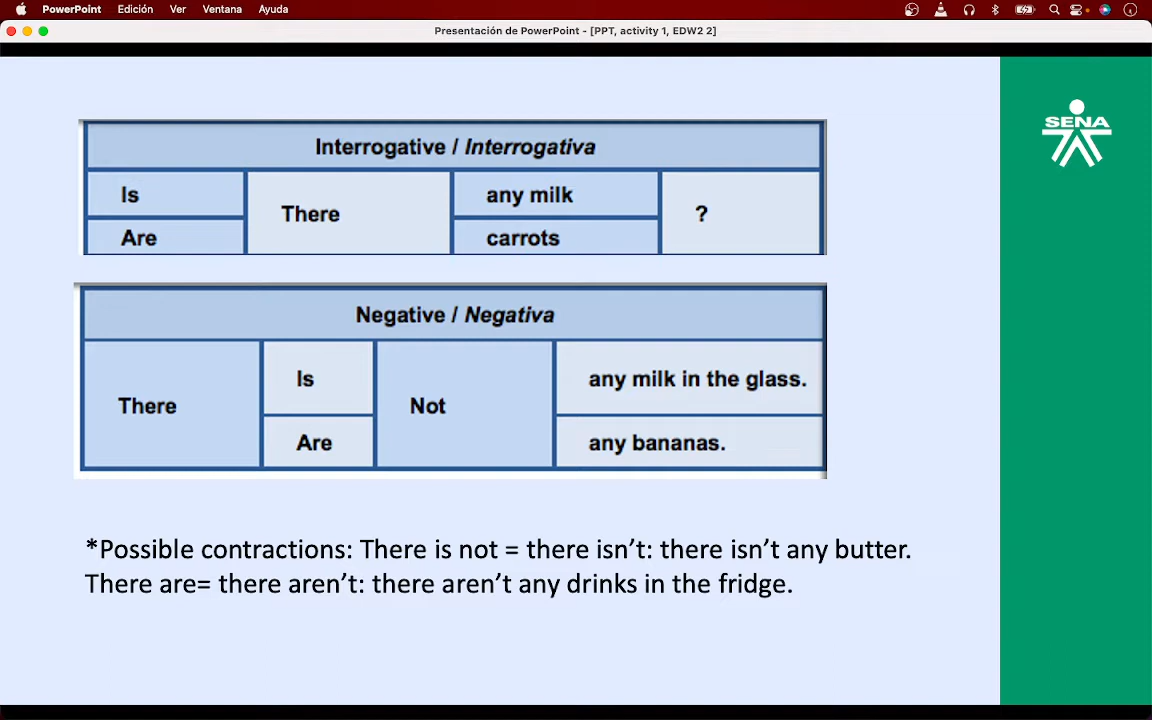 PowerPoint Edición Ver Ventana Ayuda
Presentación de PowerPoint - [PPT, activity 1, EDW2 2]
SENA
Interrogative / Interrogativa
Is There any milk ?
Are carrots
Negative / Negativa
There Is Not any milk in the glass.
Are any bananas.
*Possible contractions: There is not = there isn’t: there isn’t any butter.
There are= there aren’t: there aren’t any drinks in the fridge.